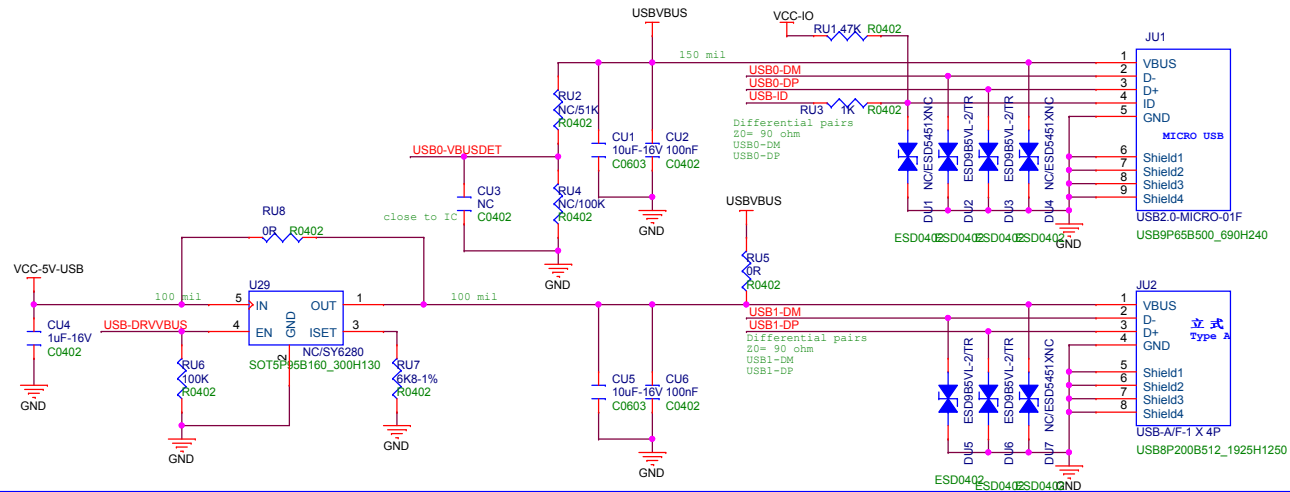 USBVBUS
VCC-IO
RU1 47K R0402
JU1
150 mil
1 VBUS
USB0-DM
2 D-
USB0-DP
3 D+
USB-ID
4 ID
RU3 1K R0402
5 GND
Differential pairs
Z0= 90 ohm
USB0-DM
USB0-DP
MICRO USB
6 Shield1
7 Shield2
8 Shield3
9 Shield4
USB2.0-MICRO-01F
USB9P65B500_690H240
RU2
NC/51K
R0402
CU1
10uF-16V
C0603
CU2
100nF
C0402
USB0-VBUSDET
CU3
NC
C0402
close to IC
RU4
NC/100K
R0402
GND
GND
DU1 NC/ESD5451XNC
DU2 ESD9B5VL-2/TR
DU3 ESD9B5VL-2/TR
DU4 NC/ESD5451XNC
ESD0402
ESD0402
ESD0402
ESD0402
GND
RU8
0R R0402
VCC-5V-USB
100 mil
U29
5 IN
OUT 1
4 EN
GND
2
ISET 3
NC/SY6280
SOT5P95B160_300H130
100 mil
CU4
1uF-16V
C0402
USB-DRVVBUS
RU6
100K
R0402
RU7
6K8-1%
R0402
GND
GND
GND
USBVBUS
RU5
0R
R0402
CU5
10uF-16V
C0603
CU6
100nF
C0402
GND
USB1-DM
USB1-DP
Differential pairs
Z0= 90 ohm
USB1-DM
USB1-DP
JU2
1 VBUS
2 D-
3 D+
4 GND
立式
Type A
5 Shield1
6 Shield2
7 Shield3
8 Shield4
USB-A/F-1 X 4P
USB8P200B512_1925H1250
DU5 ESD9B5VL-2/TR
DU6 ESD9B5VL-2/TR
DU7 NC/ESD5451XNC
ESD0402
ESD0402
ESD0402
GND